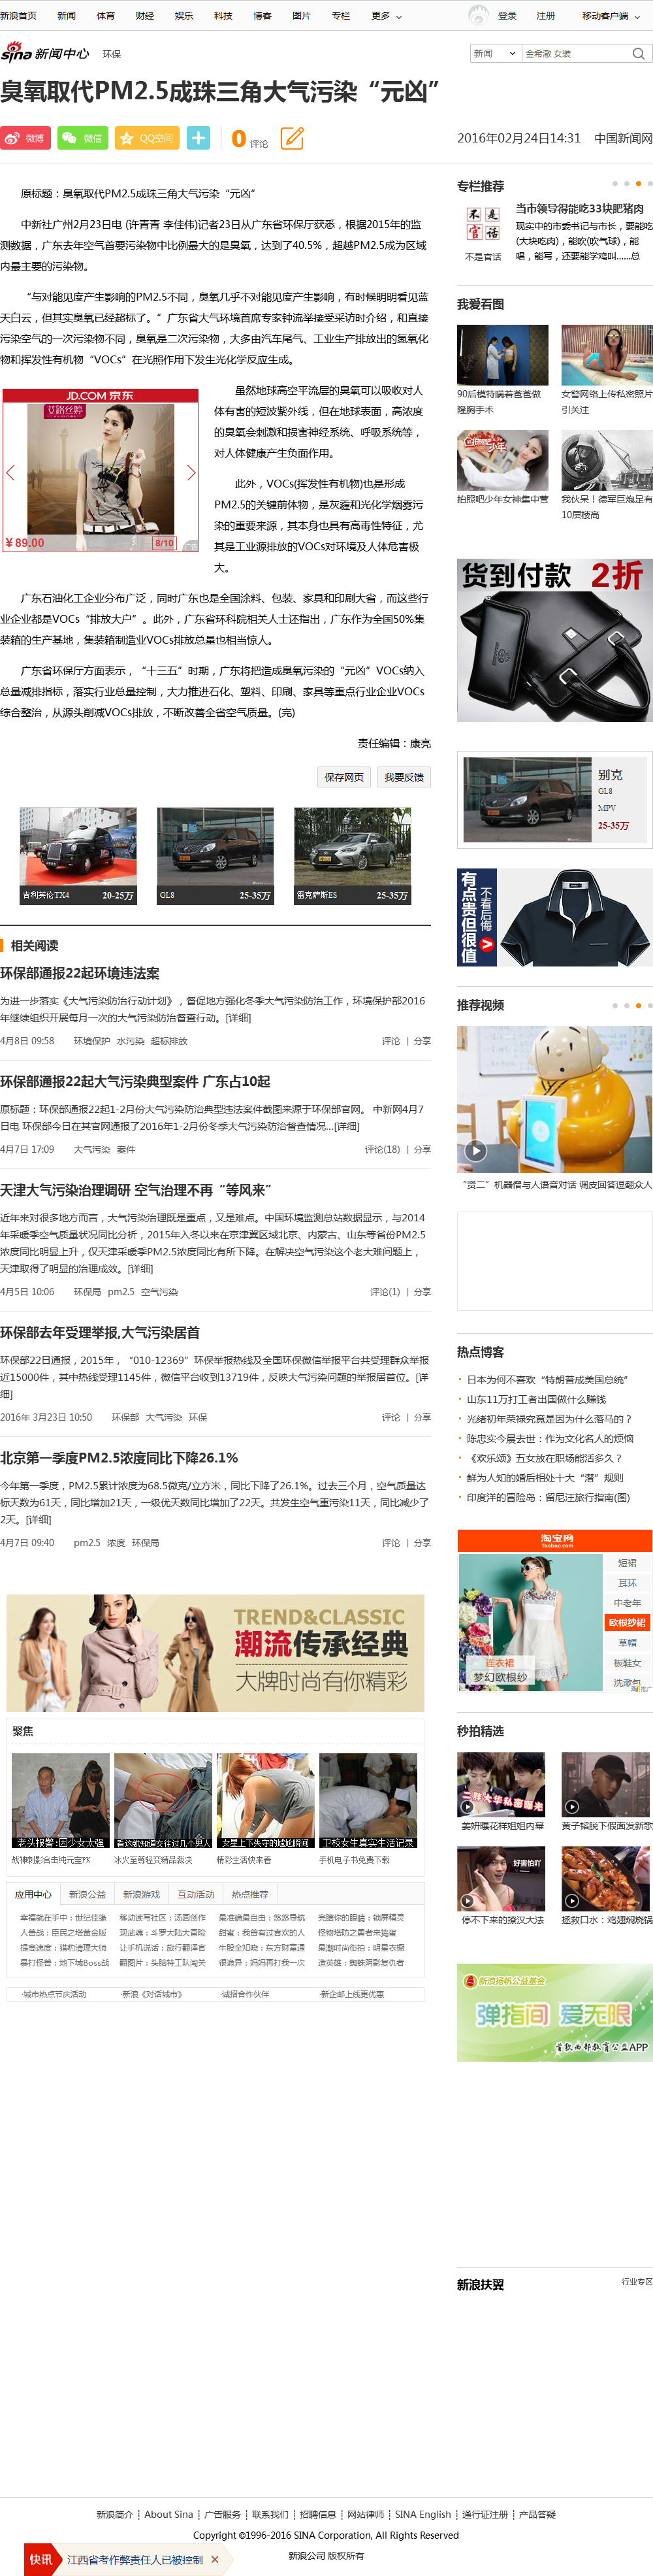 新浪首页 新闻 体育 财经 娱乐 科技 博客 图片 专栏 更多 登录 注册 移动客户端
sina 新闻中心 环保
新闻 金希澈 女装
臭氧取代PM2.5成珠三角大气污染“元凶”
微博 微信 QQ空间 0 评论
2016年02月24日14:31 中国新闻网
原标题：臭氧取代PM2.5成珠三角大气污染“元凶”
中新社广州2月23日电 (许青青 李佳伟)记者23日从广东省环保厅获悉，根据2015年的监
测数据，广东去年空气首要污染物中比例最大的是臭氧，达到了40.5%，超越PM2.5成为区域
内最主要的污染物。
“与对能见度产生影响的PM2.5不同，臭氧几乎不对能见度产生影响，有时候明明看见蓝
天白云，但其实臭氧已经超标了。”广东省大气环境首席专家钟流举接受采访时介绍，和直接
污染空气的一次污染物不同，臭氧是二次污染物，大多由汽车尾气、工业生产排放出的氮氧化
物和挥发性有机物“VOCs”在光照作用下发生光化学反应生成。
JD.COM 京东
艾路丝婷
¥89.00
8/10
虽然地球高空平流层的臭氧可以吸收对人
体有害的短波紫外线，但在地球表面，高浓度
的臭氧会刺激和损害神经系统、呼吸系统等，
对人体健康产生负面作用。
此外，VOCs(挥发性有机物)也是形成
PM2.5的关键前体物，是灰霾和光化学烟雾污
染的重要来源，其本身也具有高毒性特征，尤
其是工业源排放的VOCs对环境及人体危害极
大。
广东石油化工企业分布广泛，同时广东也是全国涂料、包装、家具和印刷大省，而这些行
业企业都是VOCs“排放大户”。此外，广东省环科院相关人士还指出，广东作为全国50%集
装箱的生产基地，集装箱制造业VOCs排放总量也相当惊人。
广东省环保厅方面表示，“十三五”时期，广东将把造成臭氧污染的“元凶”VOCs纳入
总量减排指标，落实行业总量控制，大力推进石化、塑料、印刷、家具等重点行业企业VOCs
综合整治，从源头削减VOCs排放，不断改善全省空气质量。(完)
责任编辑：康亮
保存网页 我要反馈
吉利英伦TX4 20-25万
GL8 25-35万
雷克萨斯ES 25-35万
相关阅读
环保部通报22起环境违法案
为进一步落实《大气污染防治行动计划》，督促地方强化冬季大气污染防治工作，环境保护部2016
年继续组织开展每月一次的大气污染防治督查行动。[详细]
4月8日 09:58 环境保护 水污染 超标排放 评论 | 分享
环保部通报22起大气污染典型案件 广东占10起
原标题：环保部通报22起1-2月份大气污染防治典型违法案件截图来源于环保部官网。 中新网4月7
日电 环保部今日在其官网通报了2016年1-2月份冬季大气污染防治督查情况...[详细]
4月7日 17:09 大气污染 案件 评论(18) | 分享
天津大气污染治理调研 空气治理不再“等风来”
近年来对很多地方而言，大气污染治理既是重点，又是难点。中国环境监测总站数据显示，与2014
年采暖季空气质量状况同比分析，2015年入冬以来在京津冀区域北京、内蒙古、山东等省份PM2.5
浓度同比明显上升，仅天津采暖季PM2.5浓度同比有所下降。在解决空气污染这个老大难问题上，
天津取得了明显的治理成效。[详细]
4月5日 10:06 环保局 pm2.5 空气污染 评论(1) | 分享
环保部去年受理举报,大气污染居首
环保部22日通报，2015年，“010-12369”环保举报热线及全国环保微信举报平台共受理群众举报
近15000件，其中热线受理1145件，微信平台收到13719件，反映大气污染问题的举报居首位。[详
细]
2016年 3月23日 10:50 环保部 大气污染 环保 评论 | 分享
北京第一季度PM2.5浓度同比下降26.1%
今年第一季度，PM2.5累计浓度为68.5微克/立方米，同比下降了26.1%。过去三个月，空气质量达
标天数为61天，同比增加21天，一级优天数同比增加了22天。共发生空气重污染11天，同比减少了
2天。[详细]
4月7日 09:40 pm2.5 浓度 环保局 评论 | 分享
TREND&CLASSIC
潮流传承经典
大牌时尚有你精彩
聚焦
老头报警:因少女太强
看这就知道交往过几个男人
女星上下失守的尴尬瞬间
卫校女生真实生活记录
战神刺影合击纯元宝PK 冰火至尊轻变精品裁决 精彩生活快来看 手机电子书免费下载
应用中心 新浪公益 新浪游戏 互动活动 热点推荐
幸福就在手中：世纪佳缘 移动读写社区：汤圆创作 最准确最自由：悠悠导航 亮瞎你的眼睛：锁屏精灵
人兽战：臣民之塔黄金版 现武魂：斗罗大陆大冒险 甜蜜：我曾有过喜欢的人 怪物塔防之勇者来捣蛋
提高速度：猎豹清理大师 让手机说话：旅行翻译官 牛股全知晓：东方财富通 最潮时尚街拍：明星衣橱
暴打怪兽：地下城Boss战 翻图片：头脑特工队闯关 很诡异：妈妈再打我一次 造英雄：蜘蛛阴影复仇者
·城市热点节庆活动 ·新浪《对话城市》 ·诚招合作伙伴 ·新企邮上线更优惠
专栏推荐
不是官话
当市领导得能吃33块肥猪肉
现实中的市委书记与市长，要能吃
(大块吃肉)，能吹(吹气球)，能
唱，能写，还要能学鸡叫……总
不是官话
我爱看图
90后模特瞒着爸爸做
隆胸手术
女警网络上传私密照片
引关注
拍照吧少年女神集中营
我伙呆！德军巨炮足有
10层楼高
货到付款 2折
别克
GL8
MPV
25-35万
有点贵但很值
不看后悔
推荐视频
“贤二”机器僧与人语音对话 调皮回答逗翻众人
热点博客
日本为何不喜欢“特朗普成美国总统”
山东11万打工者出国做什么赚钱
光绪初年荣禄究竟是因为什么落马的？
陈忠实今晨去世：作为文化名人的烦恼
《欢乐颂》五女放在职场能活多久？
鲜为人知的婚后相处十大“潜”规则
印度洋的冒险岛：留尼汪旅行指南(图)
淘宝网
Taobao.com
短裙
耳环
中老年
欧根纱裙
草帽
板鞋女
洗漱包
连衣裙
梦幻欧根纱
秒拍精选
二胖大华私密曝光
姜妍曝花样姐姐内幕
黄子韬脱下假面发新歌
好害怕吖
停不下来的撩汉大法
拯救口水：鸡翅焖烧锅
新浪扬帆公益基金
弹指间 爱无限
首款西部教育公益APP
新浪扶翼 行业专区
新浪简介 ┊ About Sina ┊ 广告服务 ┊ 联系我们 ┊ 招聘信息 ┊ 网站律师 ┊ SINA English ┊ 通行证注册 ┊ 产品答疑
Copyright ©1996-2016 SINA Corporation, All Rights Reserved
新浪公司 版权所有
快讯 江西省考作弊责任人已被控制 ×